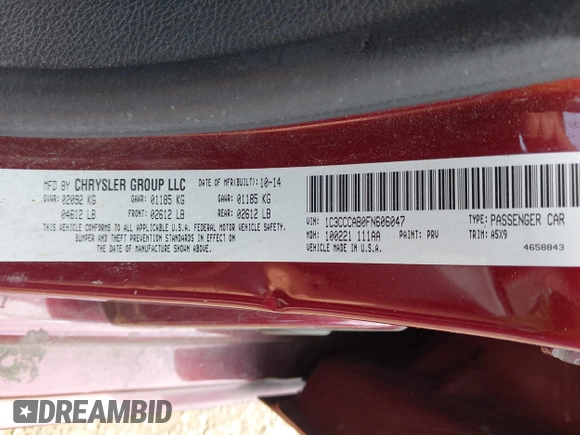 MFD BY CHRYSLER GROUP LLC DATE OF MFR(BUILT): 10-14
GVWR: 02092 KG GAWR: 01185 KG GAWR: 01185 KG
04612 LB FRONT: 02612 LB REAR: 02612 LB
THIS VEHICLE CONFORMS TO ALL APPLICABLE U.S.A. FEDERAL MOTOR VEHICLE SAFETY,
BUMPER AND THEFT PREVENTION STANDARDS IN EFFECT ON
THE DATE OF MANUFACTURE SHOWN ABOVE.
VIN: 1C3CCCAB0FN606047 TYPE: PASSENGER CAR
MDH: 100221 111AA PAINT: PRV TRIM: A5X9
MADE IN U.S.A. 4658843
DREAMBID